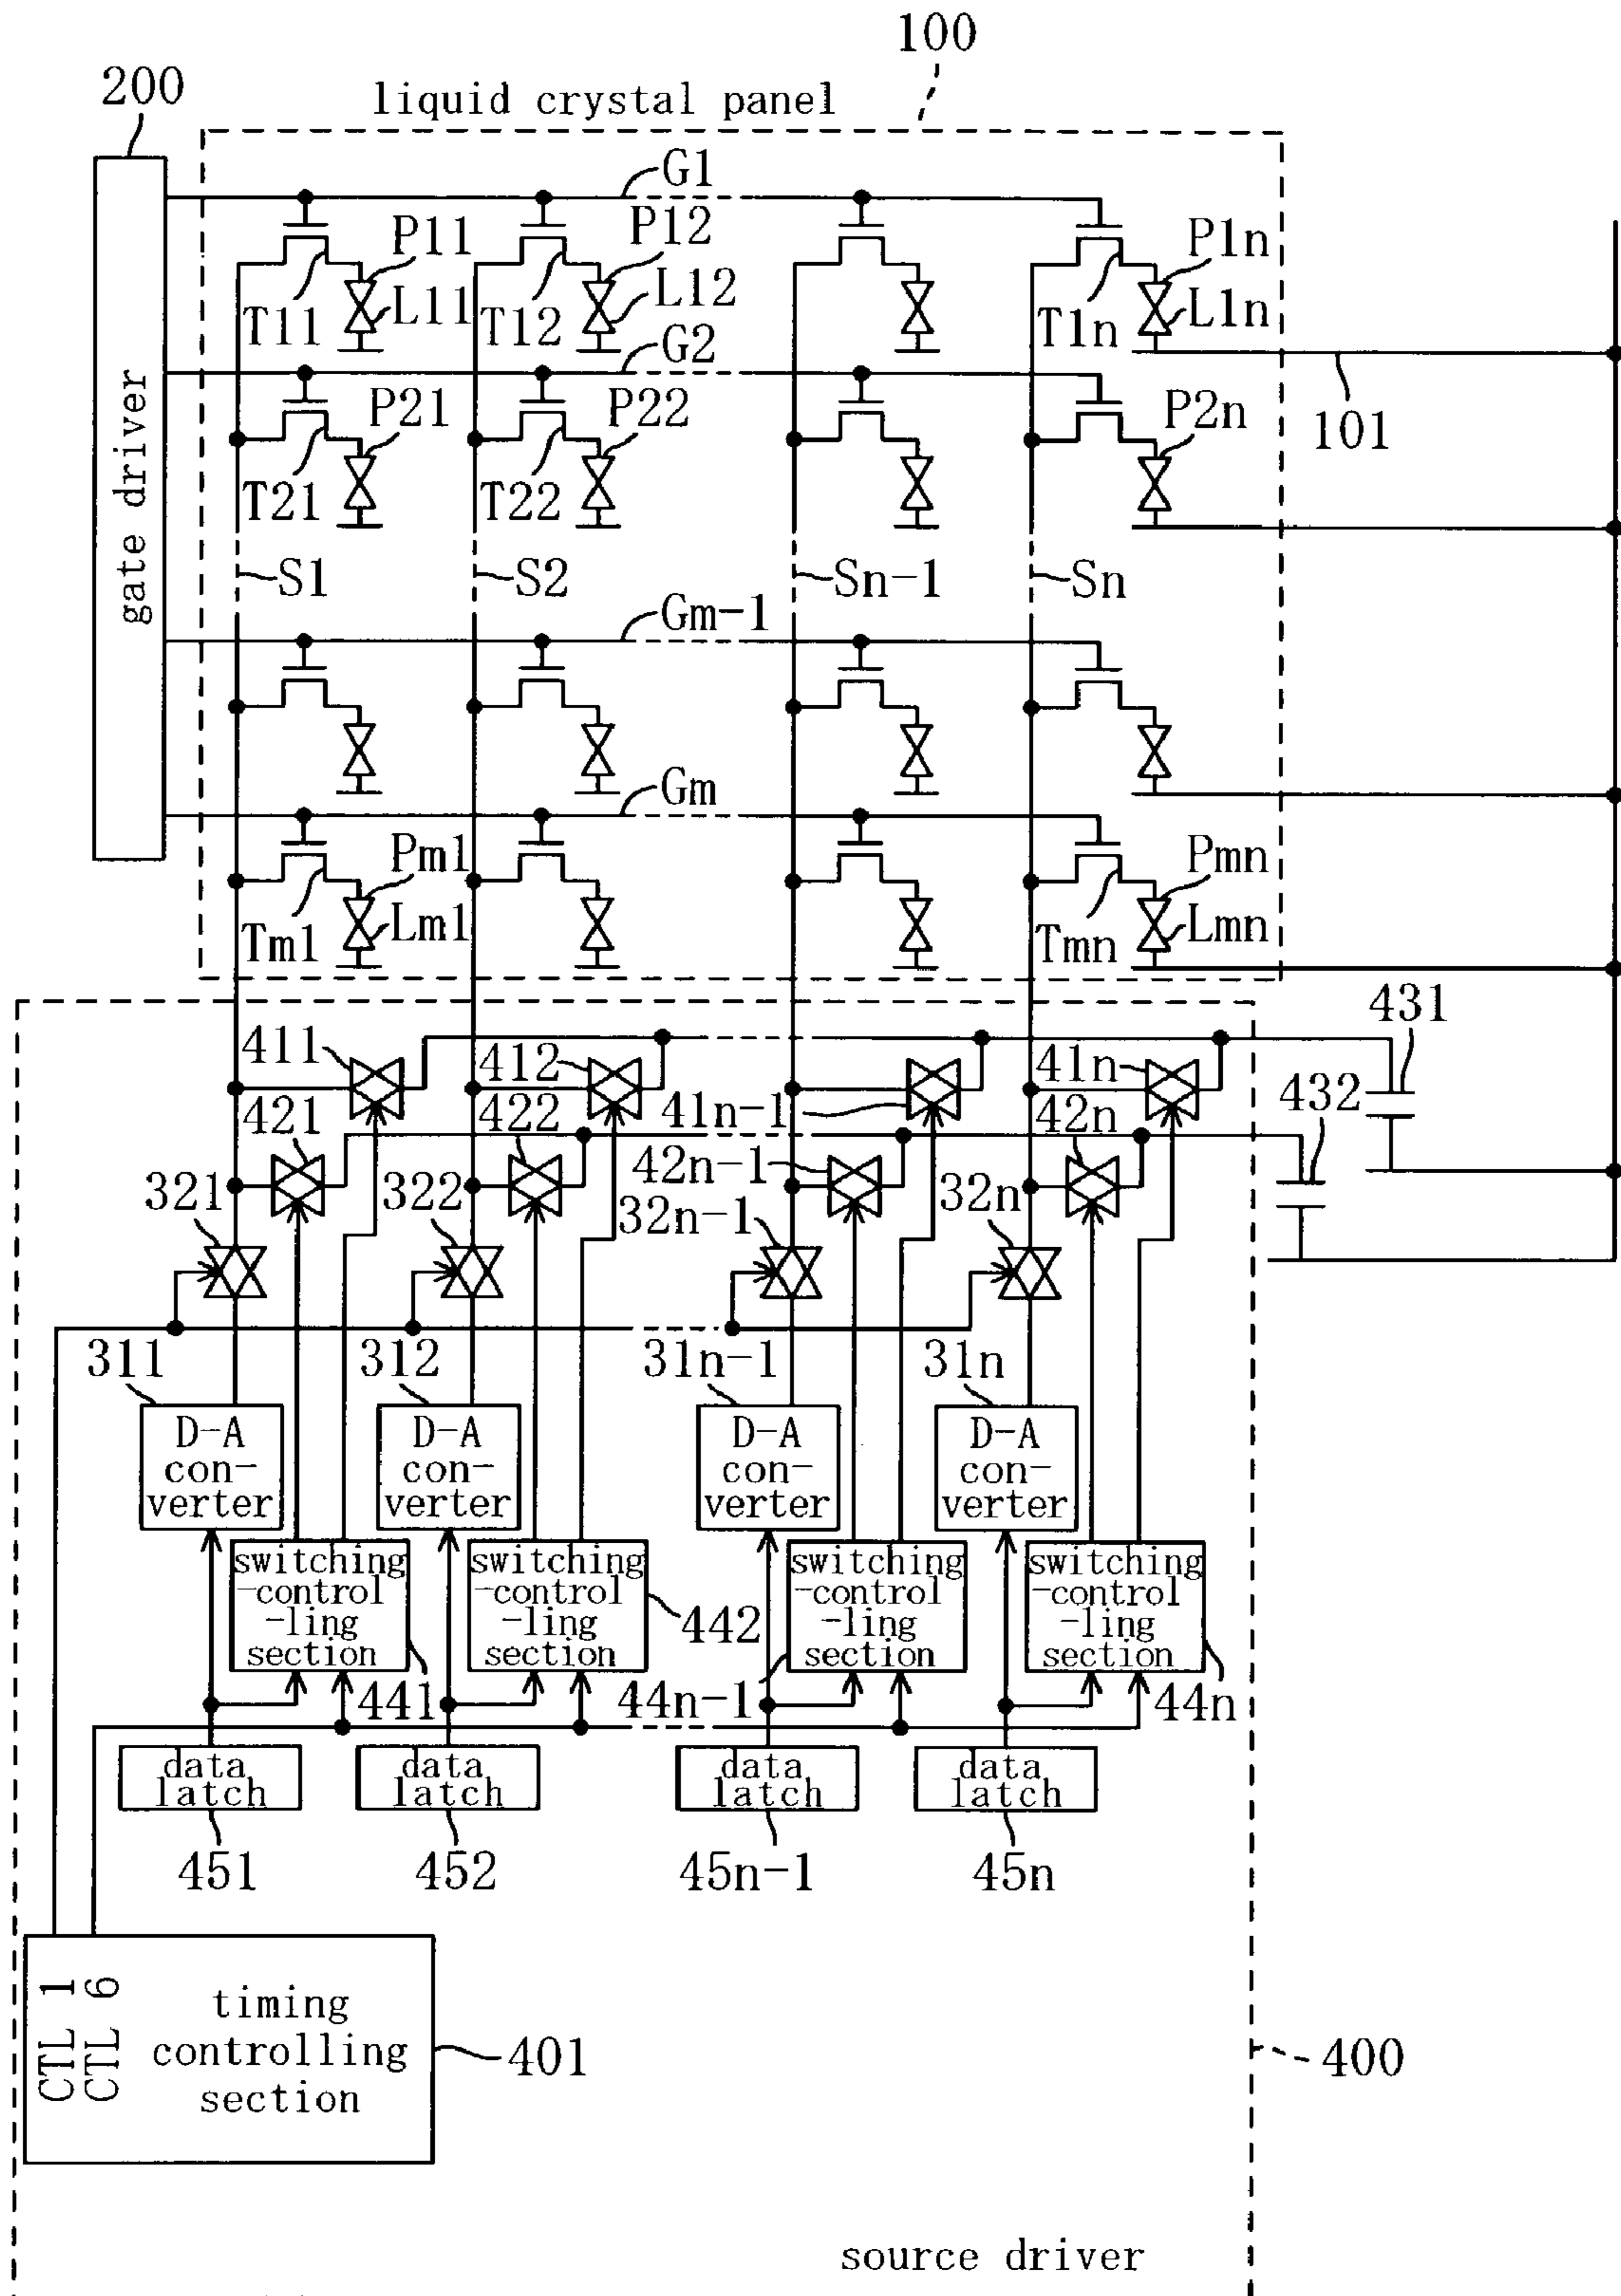 100
200
liquid crystal panel
G1
P11
P12
P1n
L11
L12
L1n
T11
T12
T1n
G2
gate driver
P21
P22
P2n
101
T21
T22
S1
S2
Sn-1
Sn
Gm-1
Gm
Pm1
Pmn
Tm1
Lm1
Tmn
Lmn
431
411
412
41n-1
41n
432
421
422
42n-1
42n
321
322
32n-1
32n
311
312
31n-1
31n
D-A
con-
verter
D-A
con-
verter
D-A
con-
verter
D-A
con-
verter
switching
-control
-ling
section
switching
-control
-ling
section
switching
-control
-ling
section
switching
-control
-ling
section
441
442
44n-1
44n
data
latch
data
latch
data
latch
data
latch
451
452
45n-1
45n
CTL 1
CTL 6
timing
controlling
section
401
400
source driver